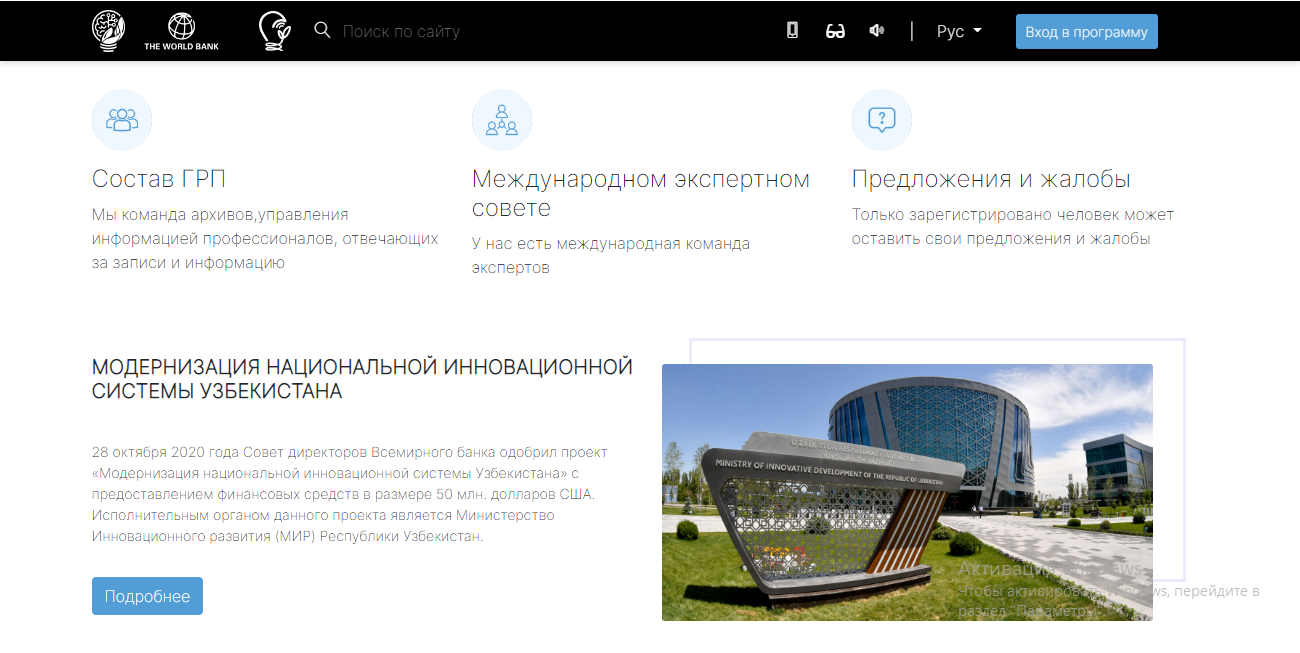 THE WORLD BANK
Поиск по сайту
Рус
Вход в программу
Состав ГРП
Мы команда архивов,управления
информацией профессионалов, отвечающих
за записи и информацию
Международном экспертном
совете
У нас есть международная команда
экспертов
Предложения и жалобы
Только зарегистрировано человек может
оставить свои предложения и жалобы
МОДЕРНИЗАЦИЯ НАЦИОНАЛЬНОЙ ИННОВАЦИОННОЙ
СИСТЕМЫ УЗБЕКИСТАНА
28 октября 2020 года Совет директоров Всемирного банка одобрил проект
«Модернизация национальной инновационной системы Узбекистана» с
предоставлением финансовых средств в размере 50 млн. долларов США.
Исполнительным органом данного проекта является Министерство
Инновационного развития (МИР) Республики Узбекистан.
Подробнее
MINISTRY OF INNOVATIVE DEVELOPMENT OF THE REPUBLIC OF UZBEKISTAN
Активация Windows
Чтобы активировать Windows, перейдите в
раздел "Параметры".